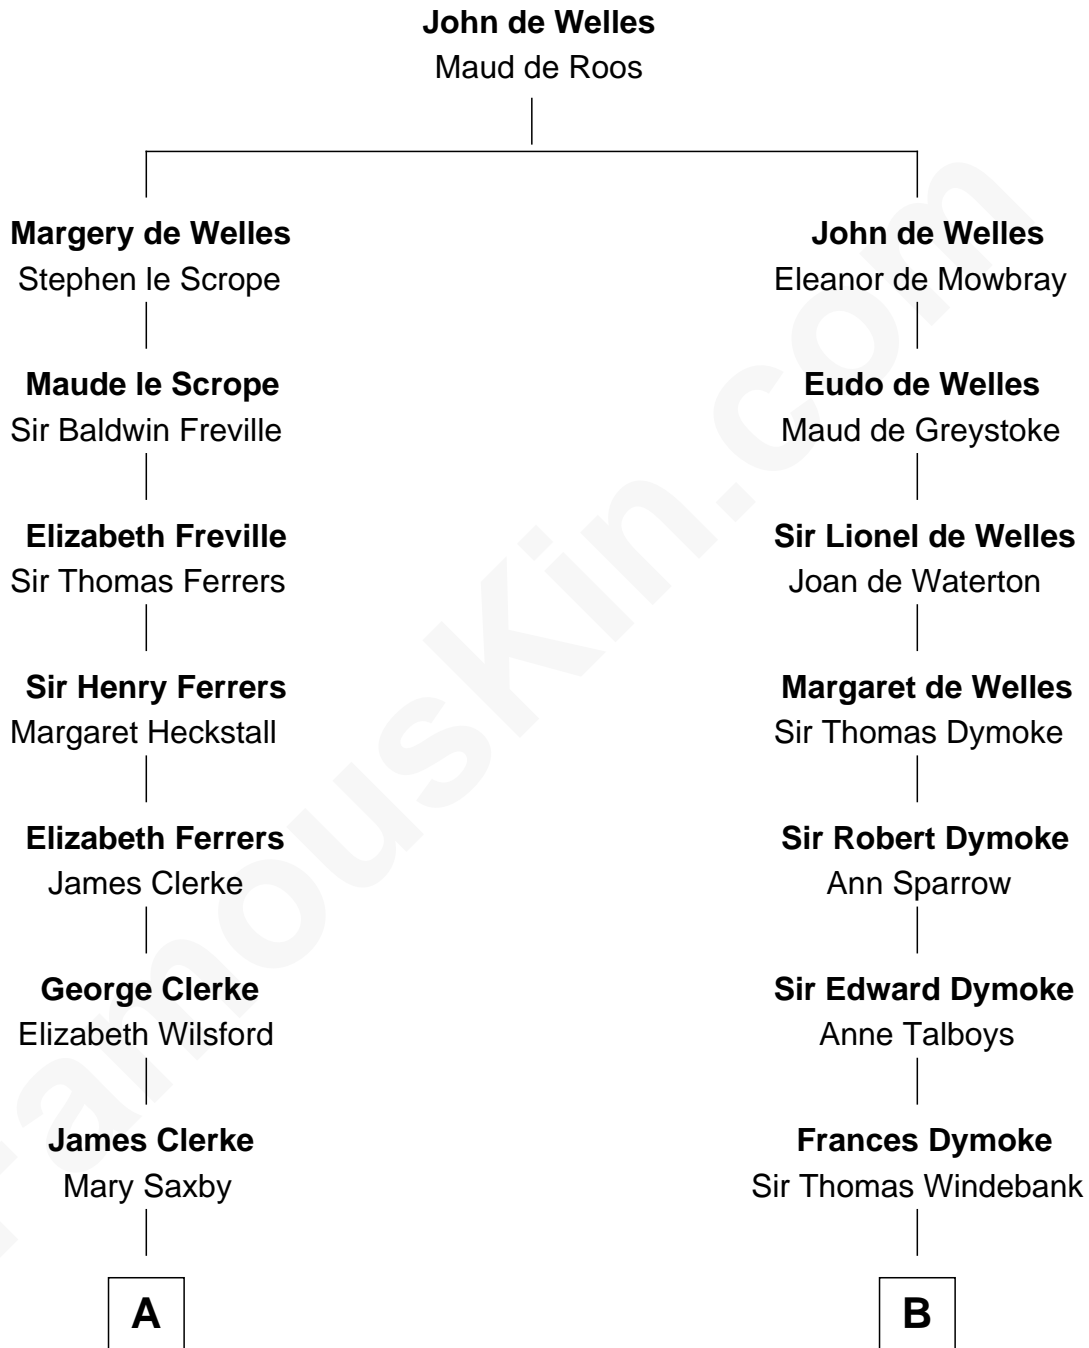 John de Welles
Maud de Roos
Margery de Welles
Stephen le Scrope
John de Welles
Eleanor de Mowbray
Maude le Scrope
Sir Baldwin Freville
Eudo de Welles
Maud de Greystoke
Elizabeth Freville
Sir Thomas Ferrers
Sir Lionel de Welles
Joan de Waterton
Sir Henry Ferrers
Margaret Heckstall
Margaret de Welles
Sir Thomas Dymoke
Elizabeth Ferrers
James Clerke
Sir Robert Dymoke
Ann Sparrow
George Clerke
Elizabeth Wilsford
Sir Edward Dymoke
Anne Talboys
James Clerke
Mary Saxby
Frances Dymoke
Sir Thomas Windebank
A
B
FamousKin.com